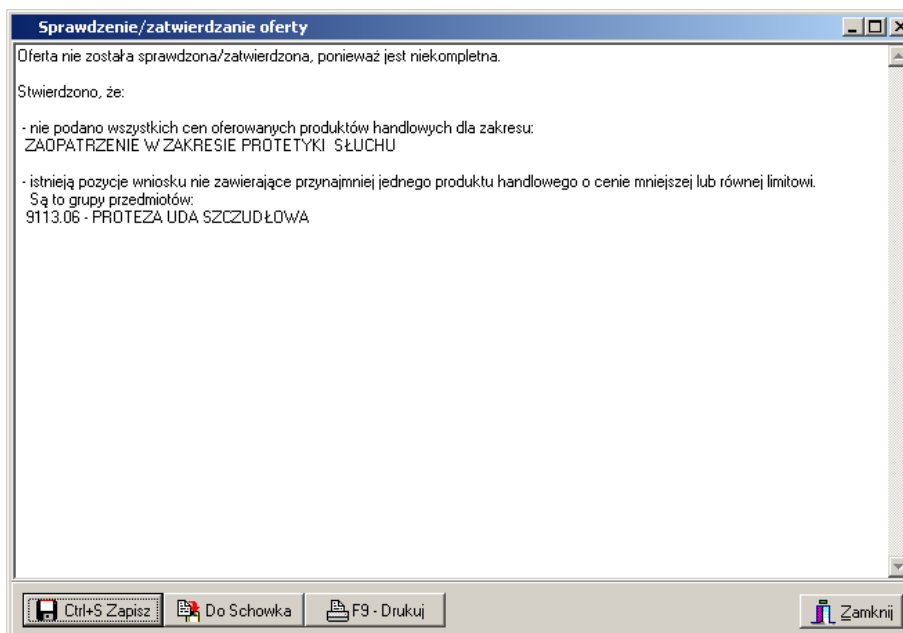 Sprawdzenie/zatwierdzanie oferty
Oferta nie została sprawdzona/zatwierdzona, ponieważ jest niekompletna.
Stwierdzono, że:
- nie podano wszystkich cen oferowanych produktów handlowych dla zakresu:
ZAOPATRZENIE W ZAKRESIE PROTETYKI SŁUCHU
- istnieją pozycje wniosku nie zawierające przynajmniej jednego produktu handlowego o cenie mniejszej lub równej limitowi.
Są to grupy przedmiotów:
9113.06 - PROTEZA UDA SZCZUDŁOWA
Ctrl+S Zapisz Do Schowka F9 - Drukuj Zamknij